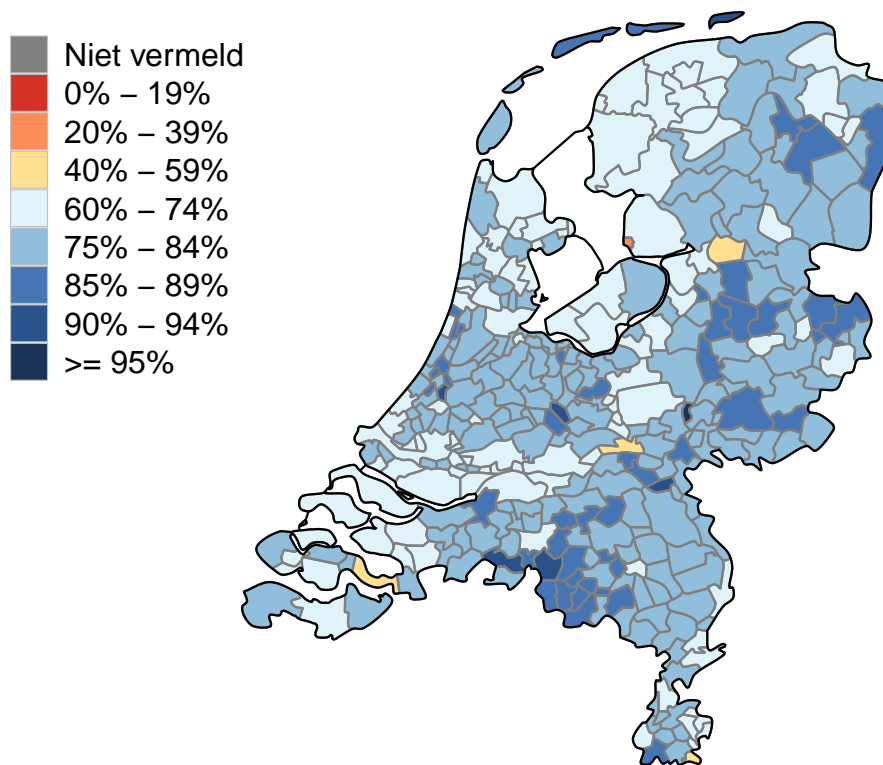 Niet vermeld
0% – 19%
20% – 39%
40% – 59%
60% – 74%
75% – 84%
85% – 89%
90% – 94%
>= 95%